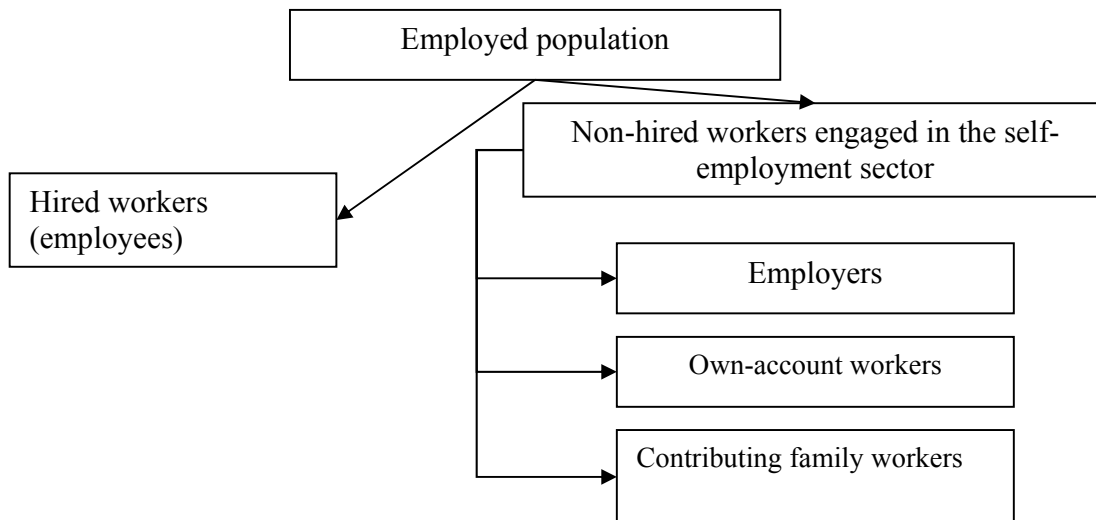 Employed population
Non-hired workers engaged in the self-
employment sector
Hired workers
(employees)
Employers
Own-account workers
Contributing family workers